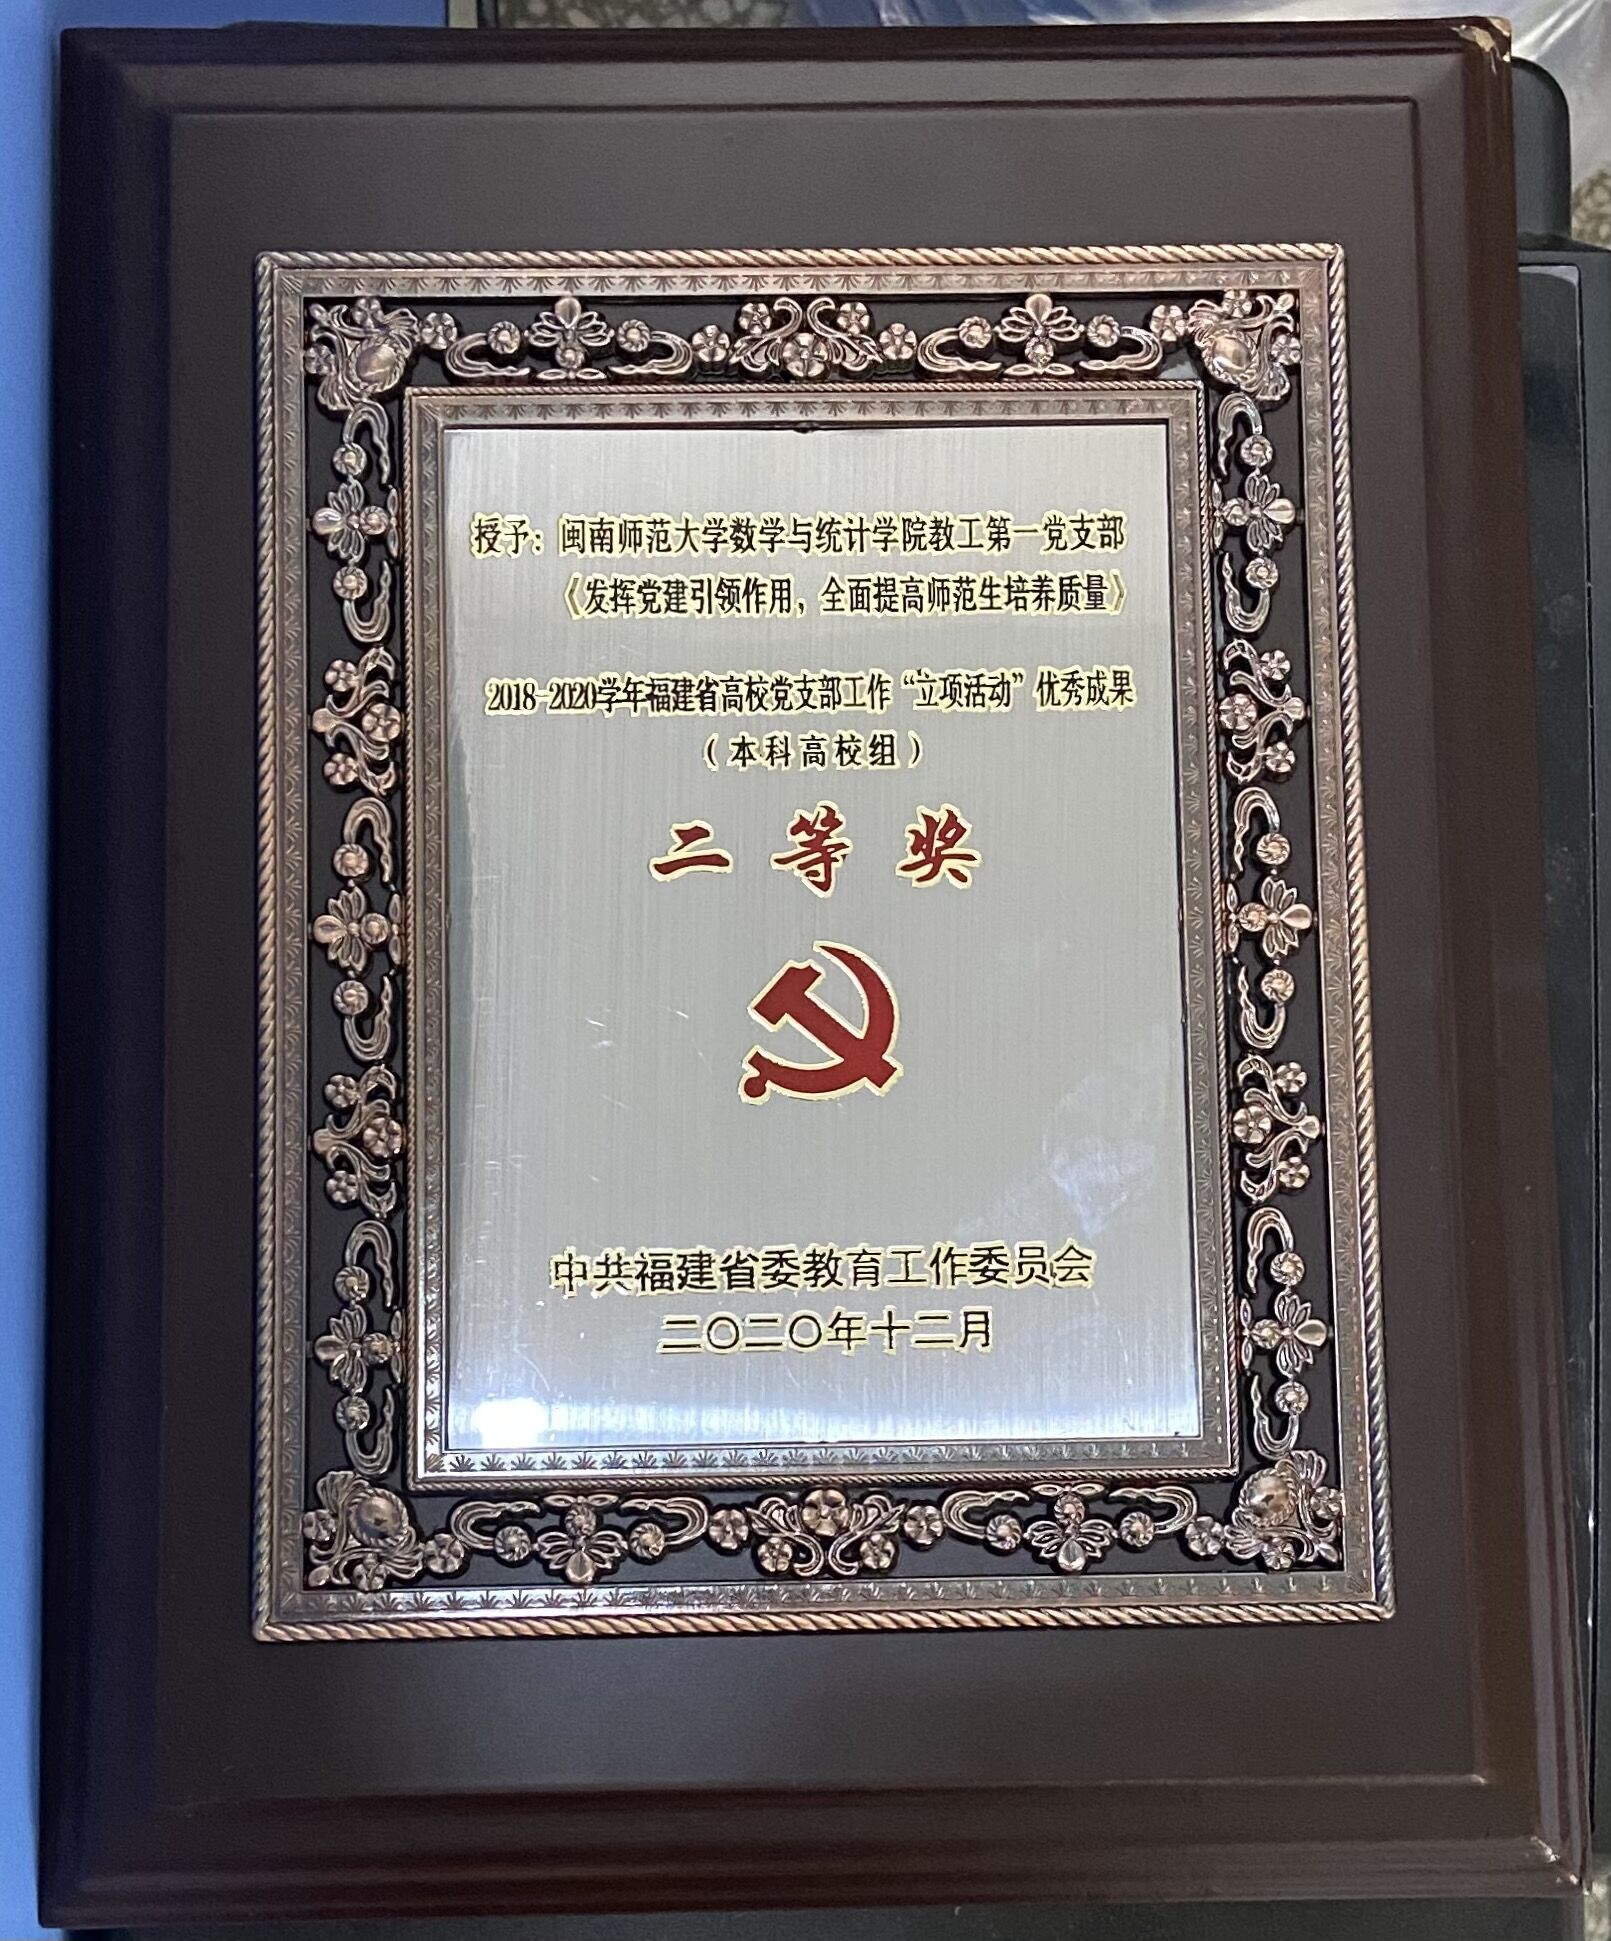 授予：闽南师范大学数学与统计学院教工第一党支部
《发挥党建引领作用，全面提高师范生培养质量》
2018-2020学年福建省高校党支部工作“立项活动”优秀成果
（本科高校组）
二等奖
中共福建省委教育工作委员会
二〇二〇年十二月